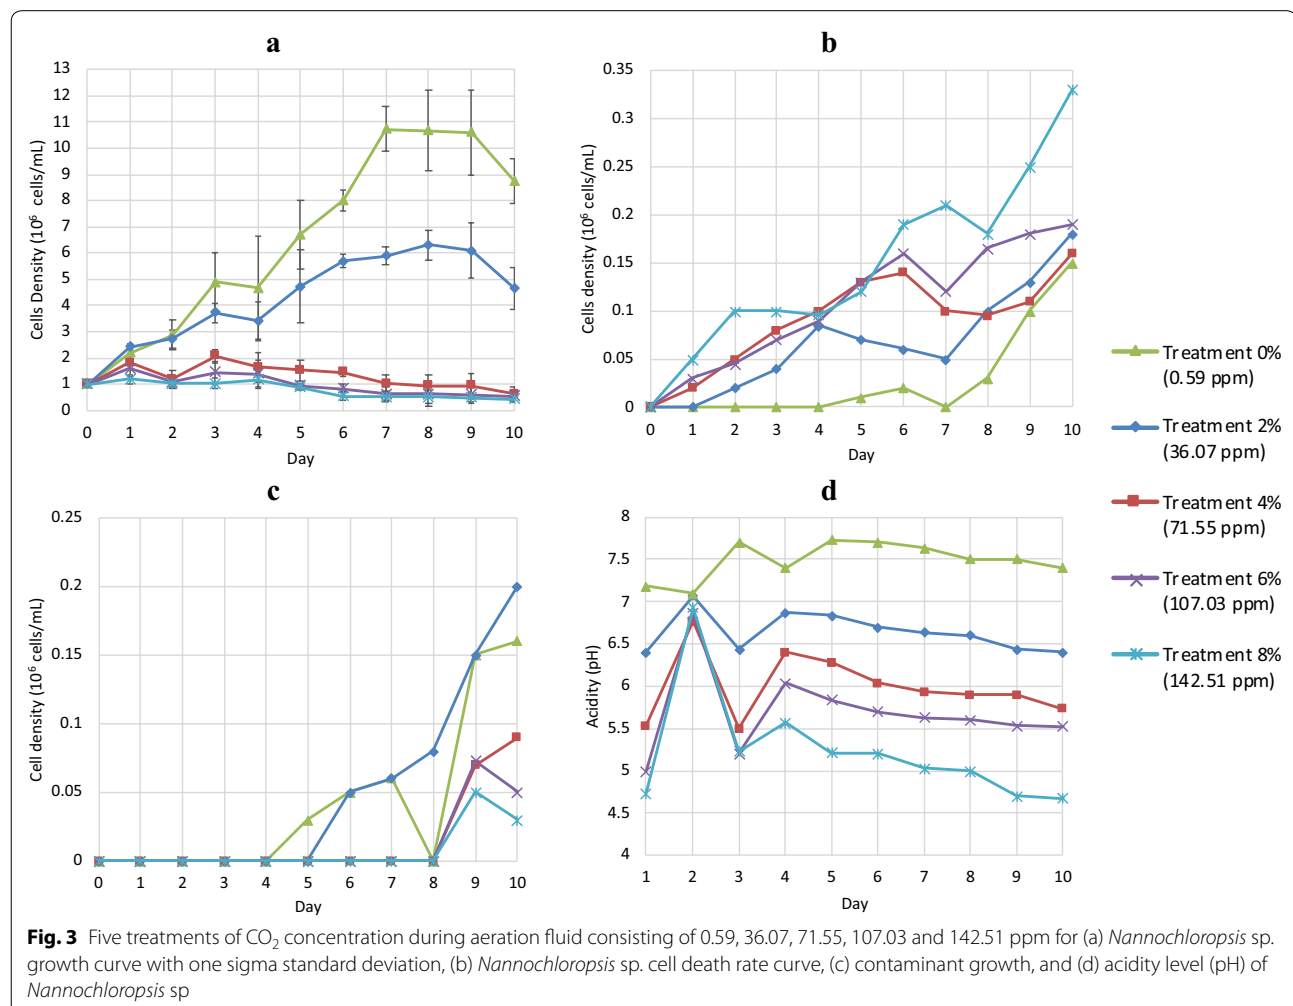 a
13
12
11
10
9
8
7
6
5
4
3
2
1
0
Cells Density (10⁶ cells/mL)
0 1 2 3 4 5 6 7 8 9 10
Day
b
0.35
0.3
0.25
0.2
0.15
0.1
0.05
0
Cells density (10⁶ cells/mL)
0 1 2 3 4 5 6 7 8 9 10
Day
c
0.25
0.2
0.15
0.1
0.05
0
Cell density (10⁶ cells/mL)
0 1 2 3 4 5 6 7 8 9 10
Day
d
8
7.5
7
6.5
6
5.5
5
4.5
4
Acidity (pH)
1 2 3 4 5 6 7 8 9 10
Day
Treatment 0%
(0.59 ppm)
Treatment 2%
(36.07 ppm)
Treatment 4%
(71.55 ppm)
Treatment 6%
(107.03 ppm)
Treatment 8%
(142.51 ppm)
Fig. 3 Five treatments of CO₂ concentration during aeration fluid consisting of 0.59, 36.07, 71.55, 107.03 and 142.51 ppm for (a) Nannochloropsis sp.
growth curve with one sigma standard deviation, (b) Nannochloropsis sp. cell death rate curve, (c) contaminant growth, and (d) acidity level (pH) of
Nannochloropsis sp